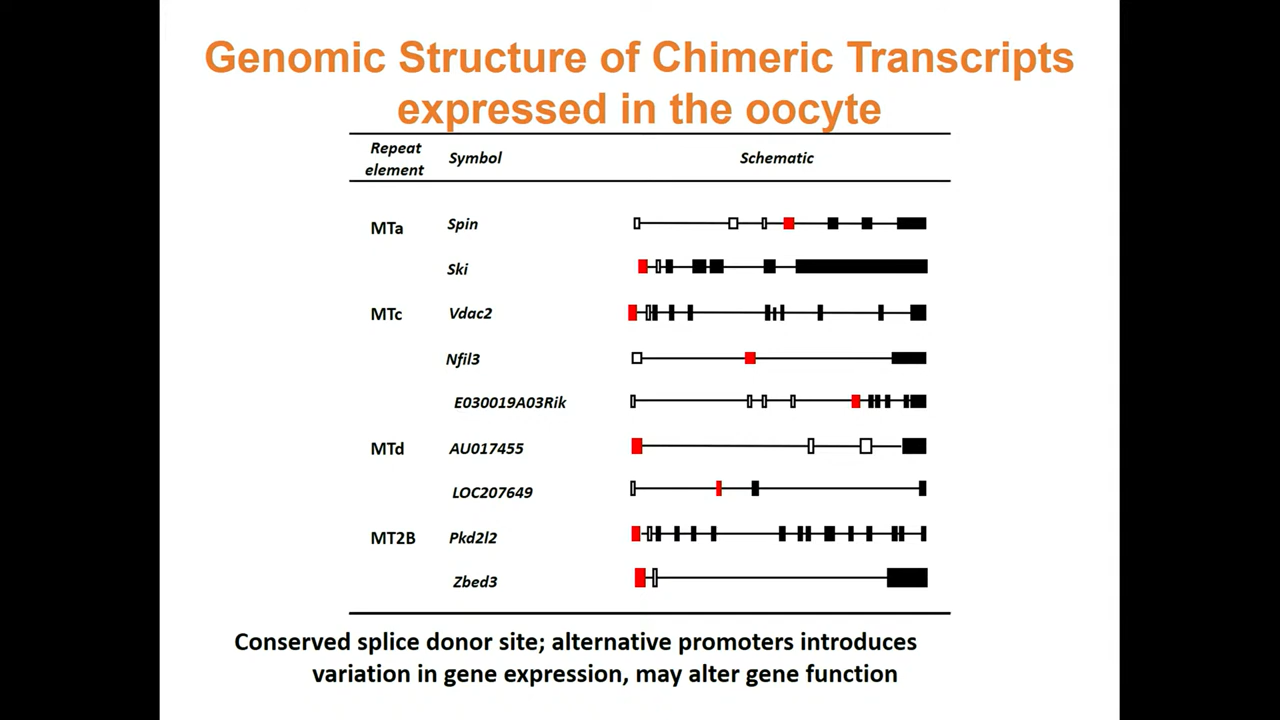 Genomic Structure of Chimeric Transcripts
expressed in the oocyte
Repeat element Symbol Schematic
MTa Spin
Ski
MTc Vdac2
Nfil3
E030019A03Rik
MTd AU017455
LOC207649
MT2B Pkd2l2
Zbed3
Conserved splice donor site; alternative promoters introduces
variation in gene expression, may alter gene function